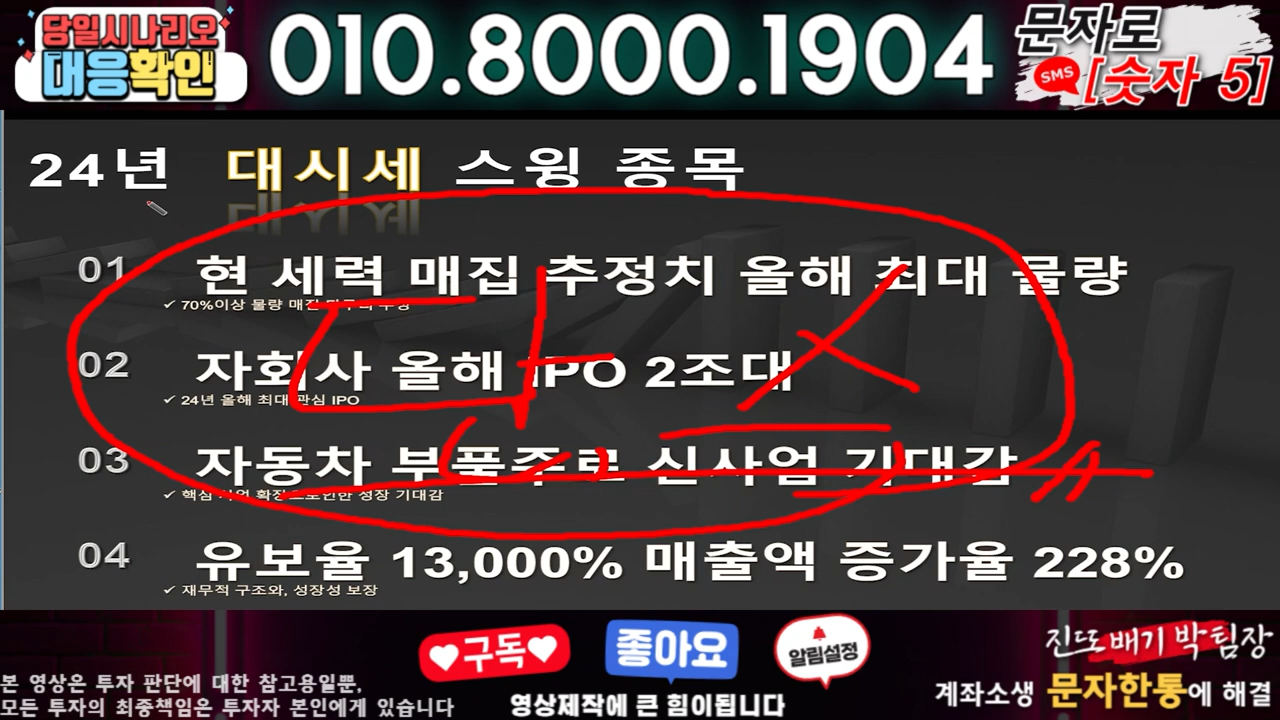 당일시나리오
대응확인
010.8000.1904
문자로
SMS [숫자 5]
24년 대시세 스윙 종목
01 현 세력 매집 추정치 올해 최대 물량
✓ 70%이상 물량 매집
02 자회사 올해 IPO 2조대
✓ 24년 올해 최대 관심 IPO
03 자동차 부품주로 신사업 기대감
✓ 핵심 사업 확장으로인한 성장 기대감
04 유보율 13,000% 매출액 증가율 228%
✓ 재무적 구조와, 성장성 보장
구독
좋아요
알림설정
영상제작에 큰 힘이됩니다
본 영상은 투자 판단에 대한 참고용일뿐,
모든 투자의 최종책임은 투자자 본인에게 있습니다
진또배기 박팀장
계좌소생 문자한통에 해결